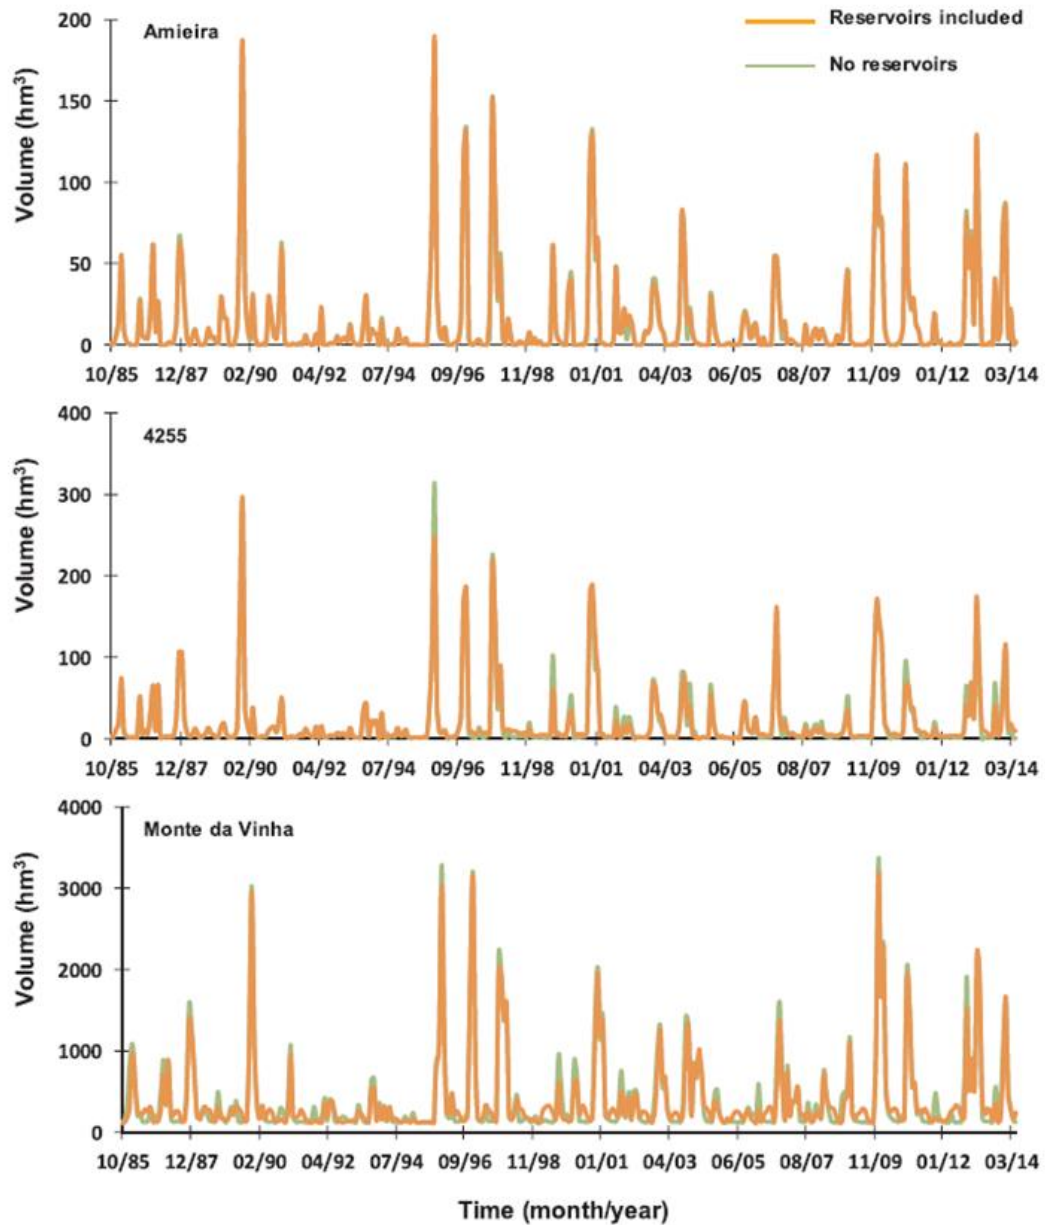 Reservoirs included
No reservoirs
Amieira
Volume (hm³)
200
150
100
50
0
10/85 12/87 02/90 04/92 07/94 09/96 11/98 01/01 04/03 06/05 08/07 11/09 01/12 03/14
4255
Volume (hm³)
400
300
200
100
0
10/85 12/87 02/90 04/92 07/94 09/96 11/98 01/01 04/03 06/05 08/07 11/09 01/12 03/14
Monte da Vinha
Volume (hm³)
4000
3000
2000
1000
0
10/85 12/87 02/90 04/92 07/94 09/96 11/98 01/01 04/03 06/05 08/07 11/09 01/12 03/14
Time (month/year)